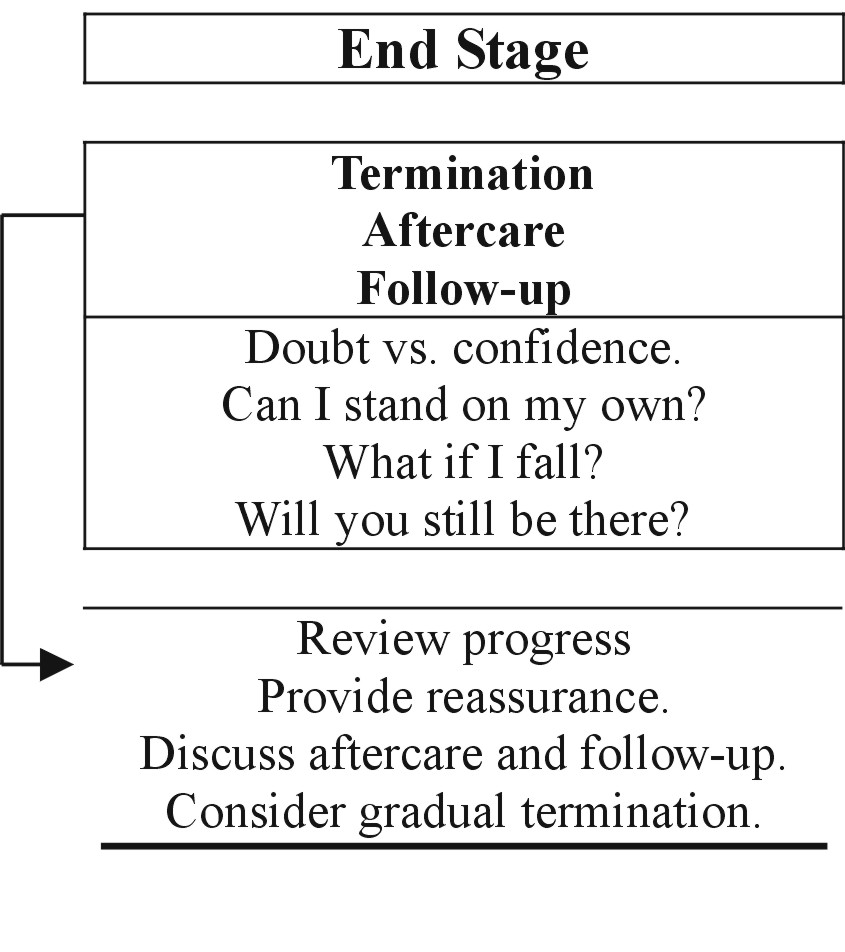 End Stage
Termination
Aftercare
Follow-up
Doubt vs. confidence.
Can I stand on my own?
What if I fall?
Will you still be there?
Review progress
Provide reassurance.
Discuss aftercare and follow-up.
Consider gradual termination.